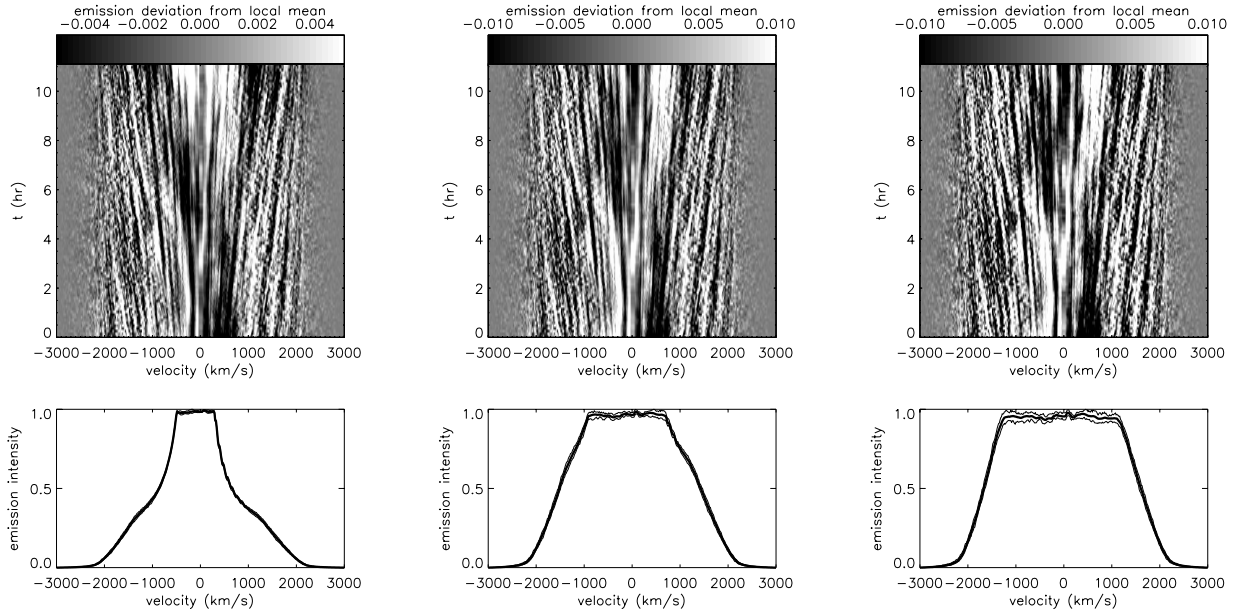 emission deviation from local mean
-0.004 -0.002 0.000 0.002 0.004
t (hr)
10
8
6
4
2
0
-3000 -2000 -1000 0 1000 2000 3000
velocity (km/s)
emission deviation from local mean
-0.010 -0.005 0.000 0.005 0.010
t (hr)
10
8
6
4
2
0
-3000 -2000 -1000 0 1000 2000 3000
velocity (km/s)
emission deviation from local mean
-0.010 -0.005 0.000 0.005 0.010
t (hr)
10
8
6
4
2
0
-3000 -2000 -1000 0 1000 2000 3000
velocity (km/s)
emission intensity
1.0
0.5
0.0
-3000 -2000 -1000 0 1000 2000 3000
velocity (km/s)
emission intensity
1.0
0.5
0.0
-3000 -2000 -1000 0 1000 2000 3000
velocity (km/s)
emission intensity
1.0
0.5
0.0
-3000 -2000 -1000 0 1000 2000 3000
velocity (km/s)